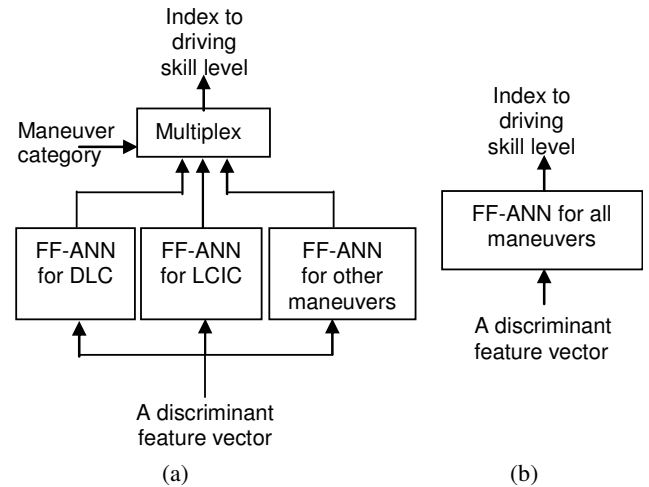 Index to
driving
skill level
Maneuver
category
Multiplex
FF-ANN
for DLC
FF-ANN
for LCIC
FF-ANN
for other
maneuvers
A discriminant
feature vector
(a)
Index to
driving
skill level
FF-ANN for all
maneuvers
A discriminant
feature vector
(b)